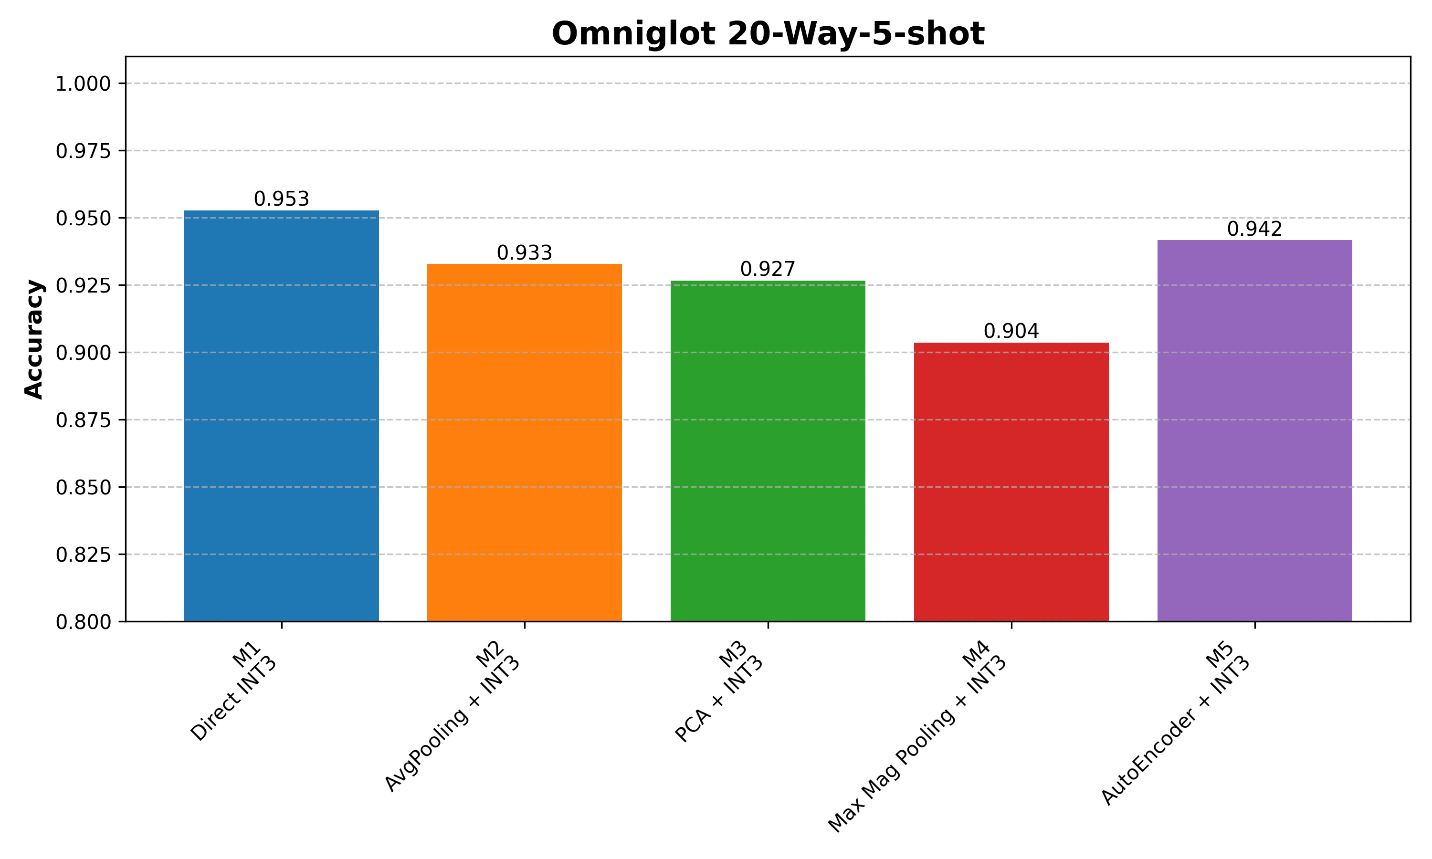 Omniglot 20-Way-5-shot
Accuracy
1.000
0.975
0.950
0.925
0.900
0.875
0.850
0.825
0.800
0.953
0.933
0.927
0.904
0.942
M1
Direct INT3
M2
AvgPooling + INT3
M3
PCA + INT3
M4
Max Mag Pooling + INT3
M5
AutoEncoder + INT3